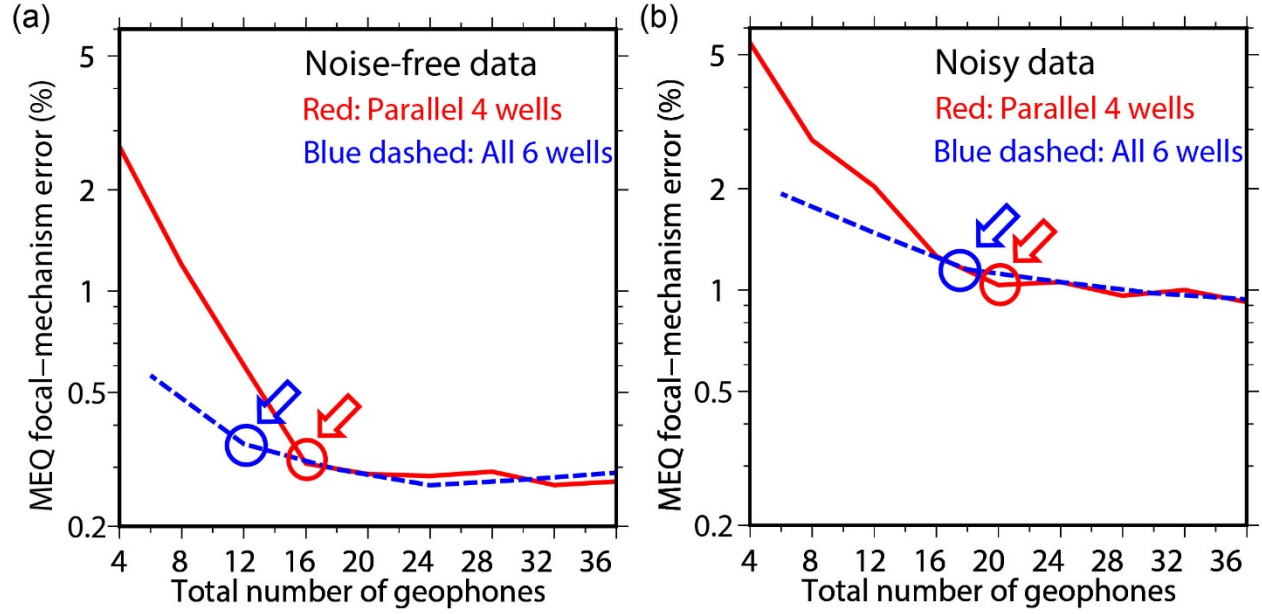 (a)
Noise-free data
Red: Parallel 4 wells
Blue dashed: All 6 wells
MEQ focal−mechanism error (%)
5
2
1
0.5
0.2
4 8 12 16 20 24 28 32 36
Total number of geophones
(b)
Noisy data
Red: Parallel 4 wells
Blue dashed: All 6 wells
MEQ focal−mechanism error (%)
5
2
1
0.5
0.2
4 8 12 16 20 24 28 32 36
Total number of geophones